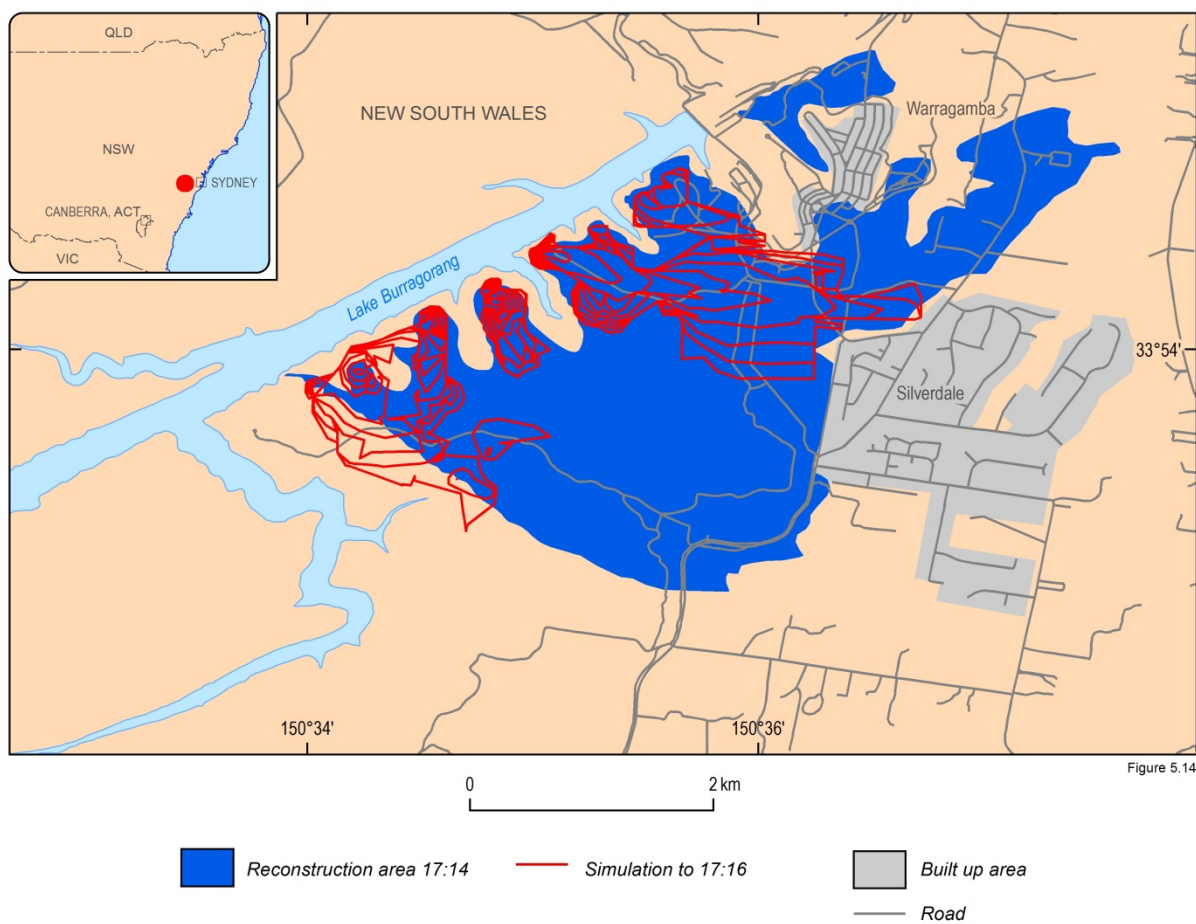 QLD
NSW
SYDNEY
CANBERRA, ACT
VIC
NEW SOUTH WALES
Warragamba
Lake Burragorang
33°54'
Silverdale
150°34'
150°36'
Figure 5.14
0
2 km
Reconstruction area 17:14
Simulation to 17:16
Built up area
Road